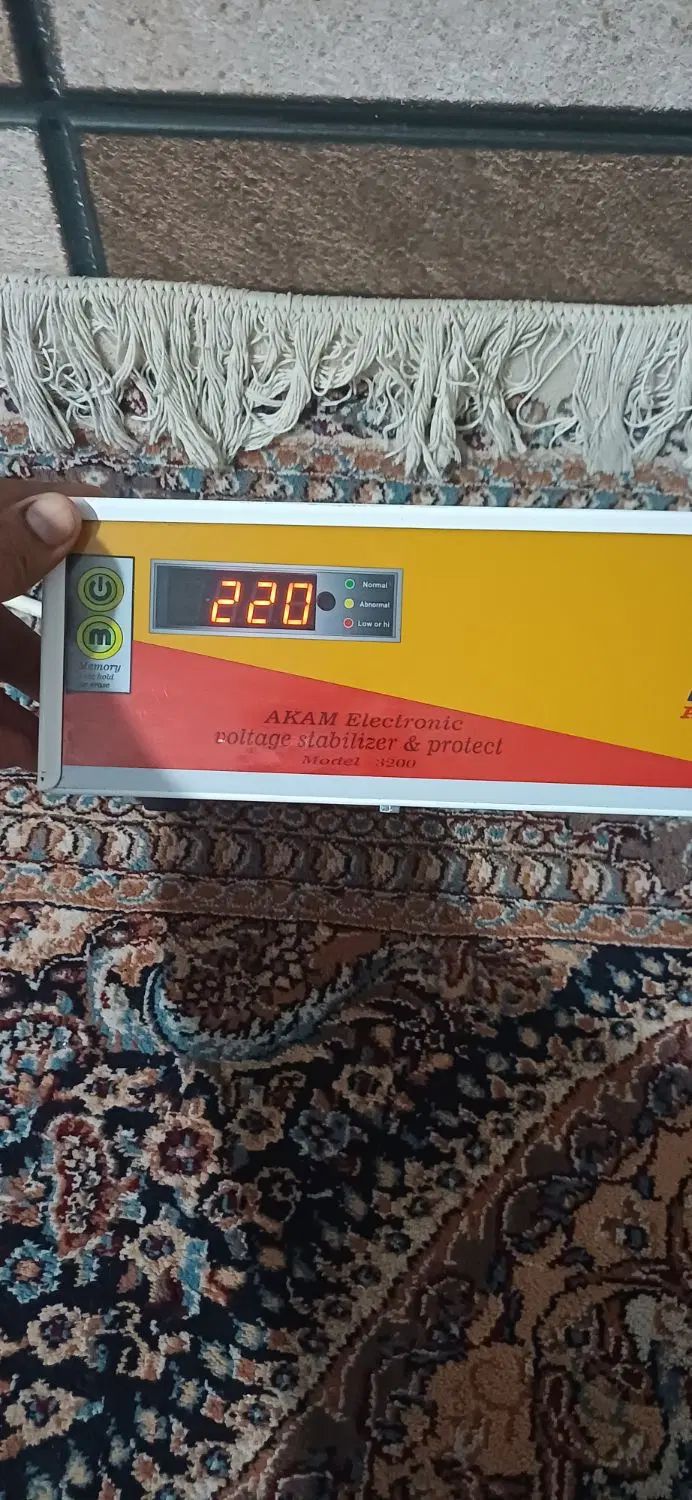 220
Normal
Abnormal
Low or hi
m
Memory
AKAM Electronic
voltage stabilizer & protect
Model 3200